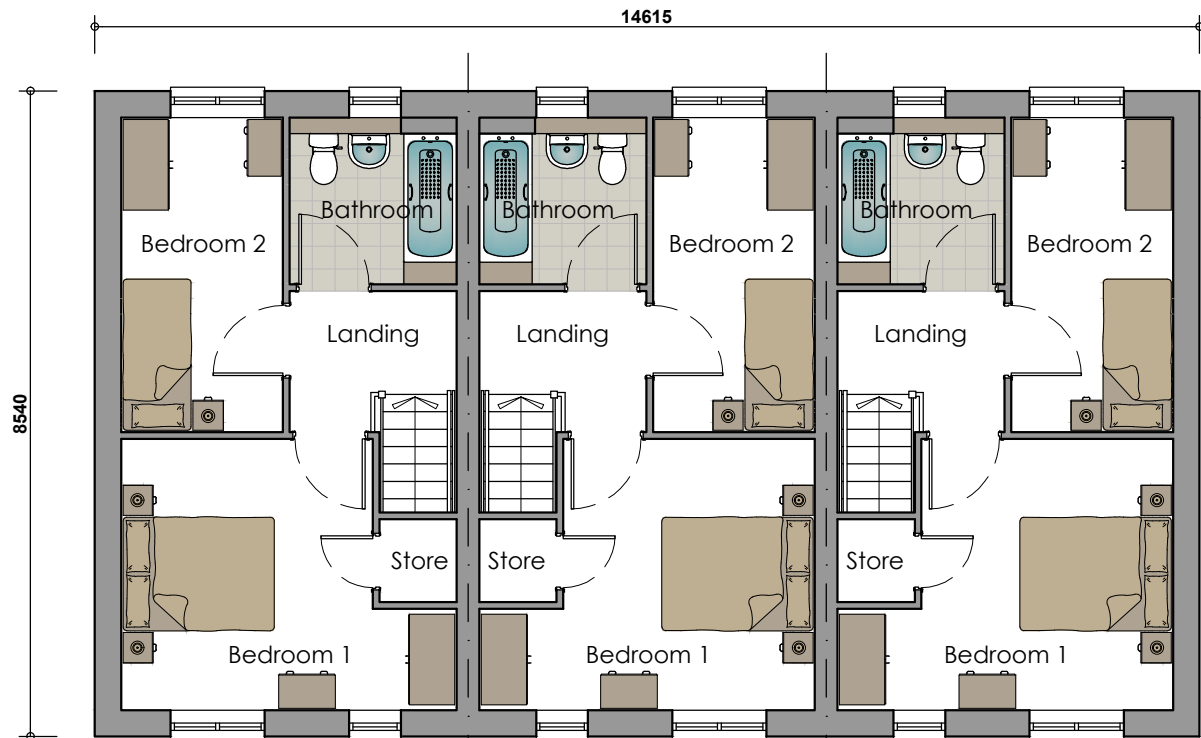 14615
8540
Bathroom
Bathroom
Bathroom
Bedroom 2
Bedroom 2
Bedroom 2
Landing
Landing
Landing
Store
Store
Store
Bedroom 1
Bedroom 1
Bedroom 1